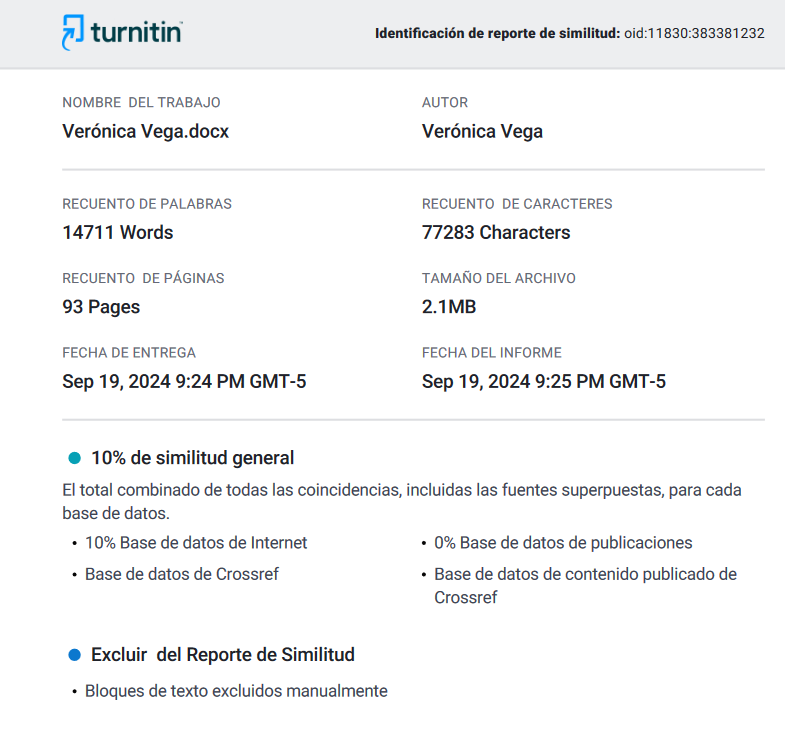 turnitin™
Identificación de reporte de similitud: oid:11830:383381232
NOMBRE DEL TRABAJO
Verónica Vega.docx
AUTOR
Verónica Vega
RECUENTO DE PALABRAS
14711 Words
RECUENTO DE CARACTERES
77283 Characters
RECUENTO DE PÁGINAS
93 Pages
TAMAÑO DEL ARCHIVO
2.1MB
FECHA DE ENTREGA
Sep 19, 2024 9:24 PM GMT-5
FECHA DEL INFORME
Sep 19, 2024 9:25 PM GMT-5
● 10% de similitud general
El total combinado de todas las coincidencias, incluidas las fuentes superpuestas, para cada
base de datos.
• 10% Base de datos de Internet
• 0% Base de datos de publicaciones
• Base de datos de Crossref
• Base de datos de contenido publicado de
Crossref
● Excluir del Reporte de Similitud
• Bloques de texto excluidos manualmente